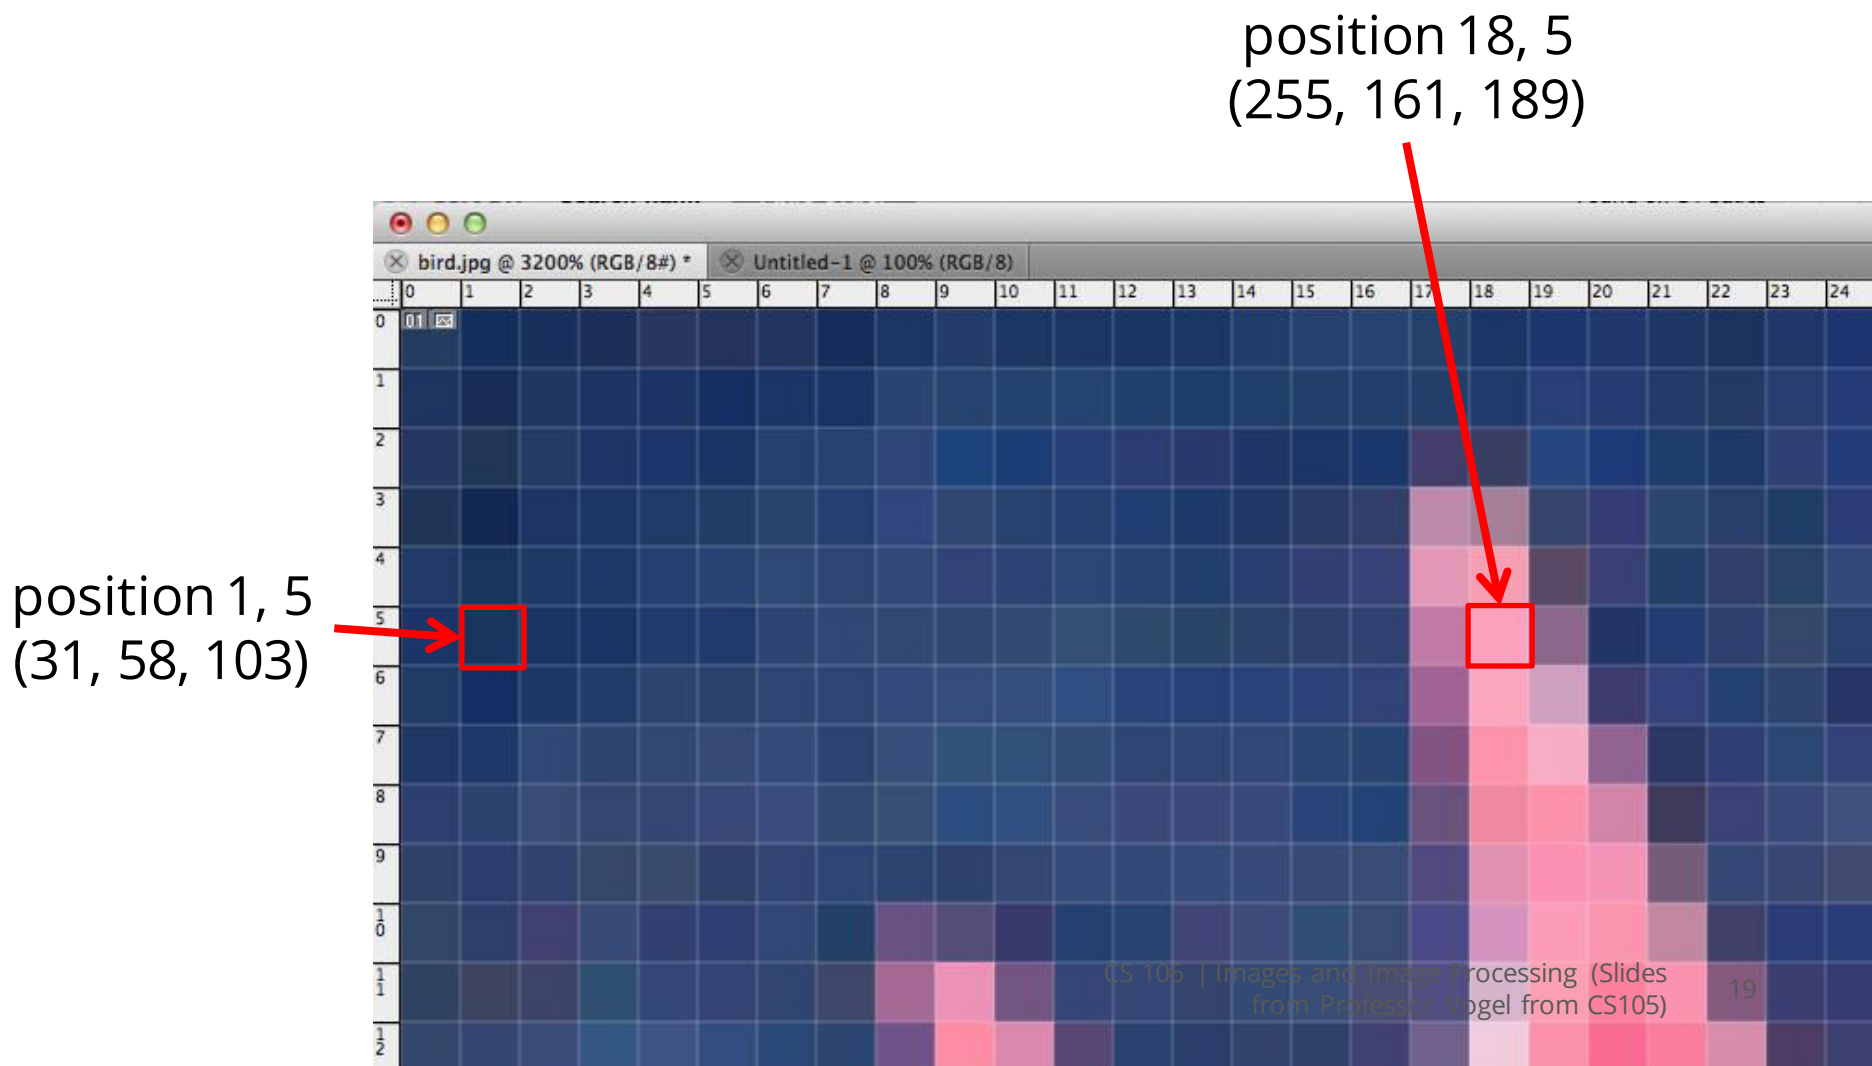 position 18, 5
(255, 161, 189)
bird.jpg @ 3200% (RGB/8#) *
Untitled-1 @ 100% (RGB/8)
0 1 2 3 4 5 6 7 8 9 10 11 12 13 14 15 16 17 18 19 20 21 22 23 24
0
01
1
2
3
4
position 1, 5
(31, 58, 103)
5
6
7
8
9
10
11
12
CS 106 | Images and Image Processing (Slides
from Professor Vogel from CS105)
19